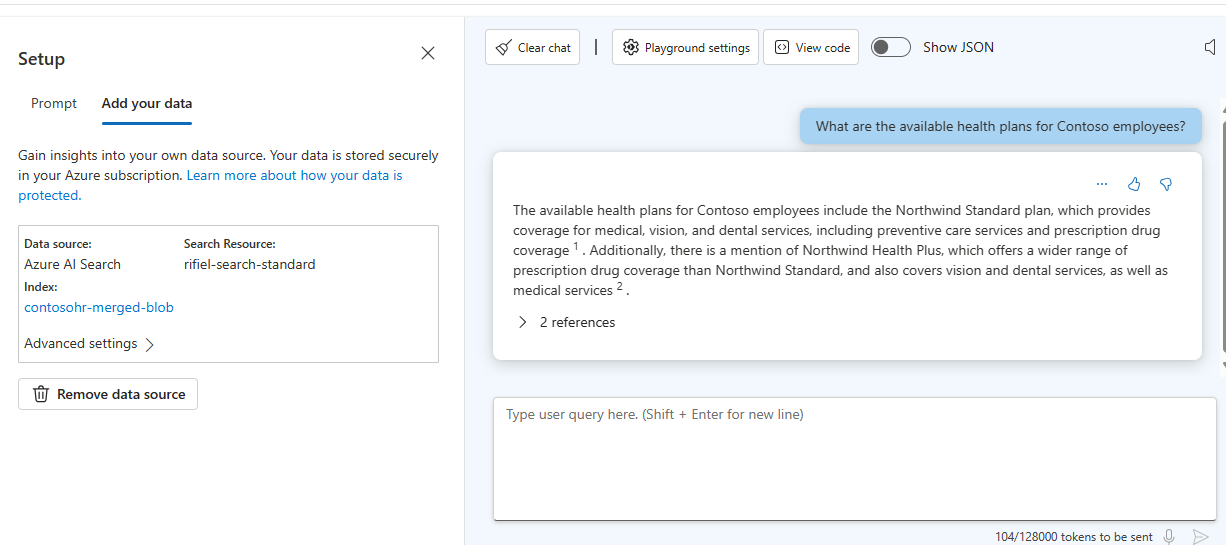 Setup
Prompt
Add your data
Gain insights into your own data source. Your data is stored securely
in your Azure subscription. Learn more about how your data is
protected.
Data source:
Search Resource:
Azure AI Search
rifiel-search-standard
Index:
contosohr-merged-blob
Advanced settings
Remove data source
Clear chat
Playground settings
View code
Show JSON
What are the available health plans for Contoso employees?
The available health plans for Contoso employees include the Northwind Standard plan, which provides
coverage for medical, vision, and dental services, including preventive care services and prescription drug
coverage 1 . Additionally, there is a mention of Northwind Health Plus, which offers a wider range of
prescription drug coverage than Northwind Standard, and also covers vision and dental services, as well as
medical services 2 .
2 references
Type user query here. (Shift + Enter for new line)
104/128000 tokens to be sent